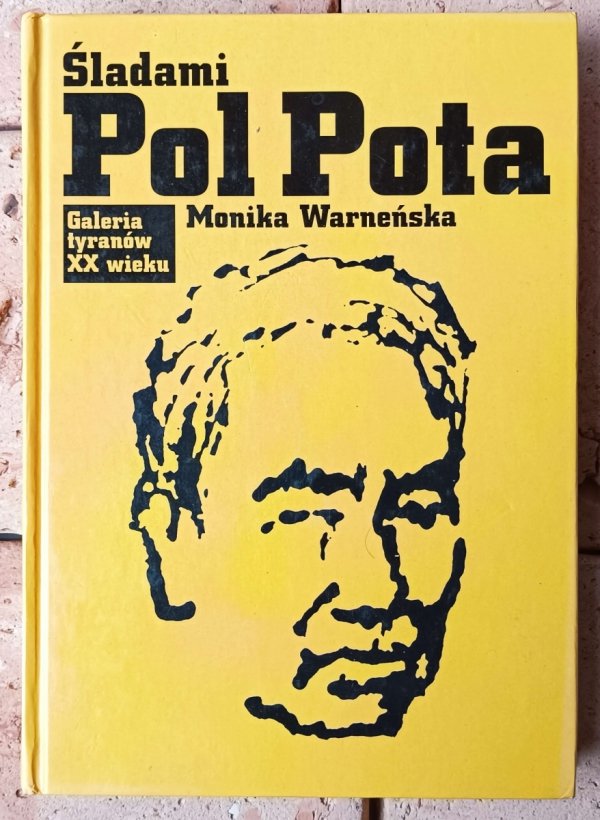 Śladami
Pol Pota
Monika Warneńska
Galeria
tyranów
XX wieku